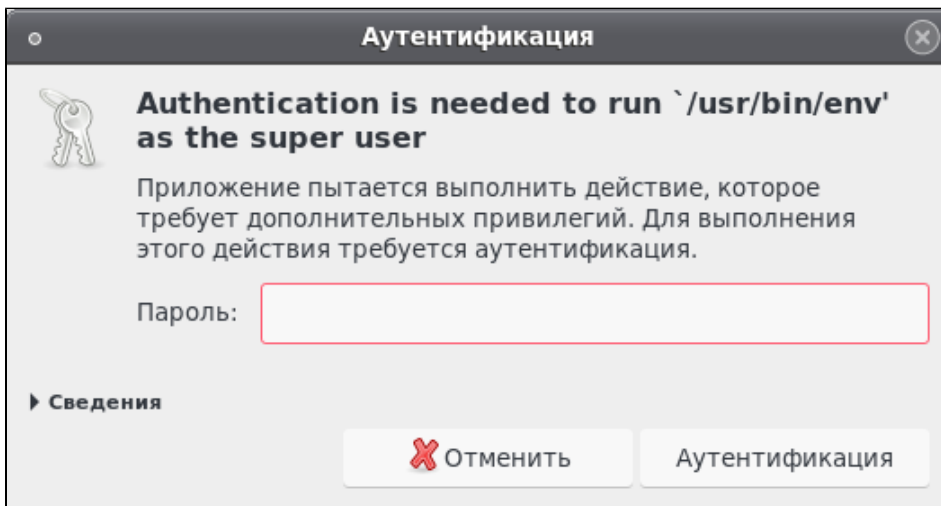 Аутентификация
Authentication is needed to run `/usr/bin/env'
as the super user
Приложение пытается выполнить действие, которое
требует дополнительных привилегий. Для выполнения
этого действия требуется аутентификация.
Пароль:
Сведения
Отменить
Аутентификация